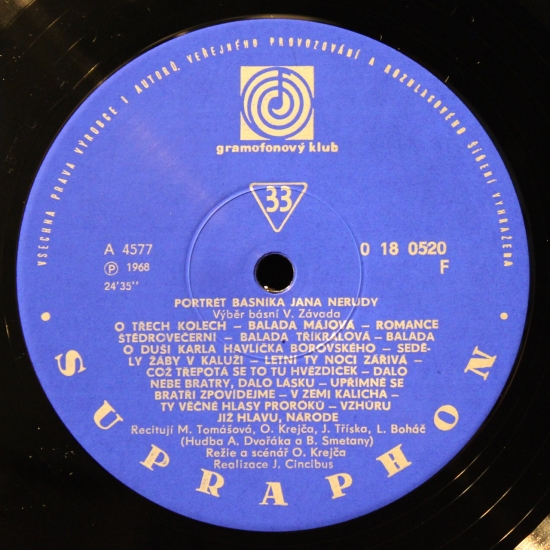 VŠECHNA PRAVA VÝROBCE I AUTORŮ, VEŘEJNÉHO PROVOZOVÁNÍ A ROZHLASOVÉHO ŠÍŘENÍ VYHRAZENA
gramofonový klub
33
A 4577
0 18 0520
Ⓟ 1968
F
24'35''
PORTRÉT BÁSNÍKA JANA NERUDY
Výběr básní V. Závada
O TŘECH KOLECH – BALADA MÁJOVÁ – ROMANCE
ŠTĚDROVEČERNÍ – BALADA TŘÍKRÁLOVÁ – BALADA
O DUŠI KARLA HAVLÍČKA BOROVSKÉHO – SEDĚ-
LY ŽÁBY V KALUŽI – LETNÍ TY NOCI ZÁŘIVÁ –
COŽ TŘEPOTÁ SE TO TU HVĚZDIČEK – DALO
NEBE BRATRY, DALO LÁSKU – UPŘÍMNĚ SE
BRATŘI ZPOVÍDEJME – V ZEMI KALICHA –
TY VĚČNÉ HLASY PROROKŮ – VZHŮRU
JIŽ HLAVU, NÁRODE
Recitují M. Tomášová, O. Krejča, J. Tříska, L. Boháč
(Hudba A. Dvořáka a B. Smetany)
Režie a scénář O. Krejča
Realizace J. Cincibus
• SUPRAPHON •